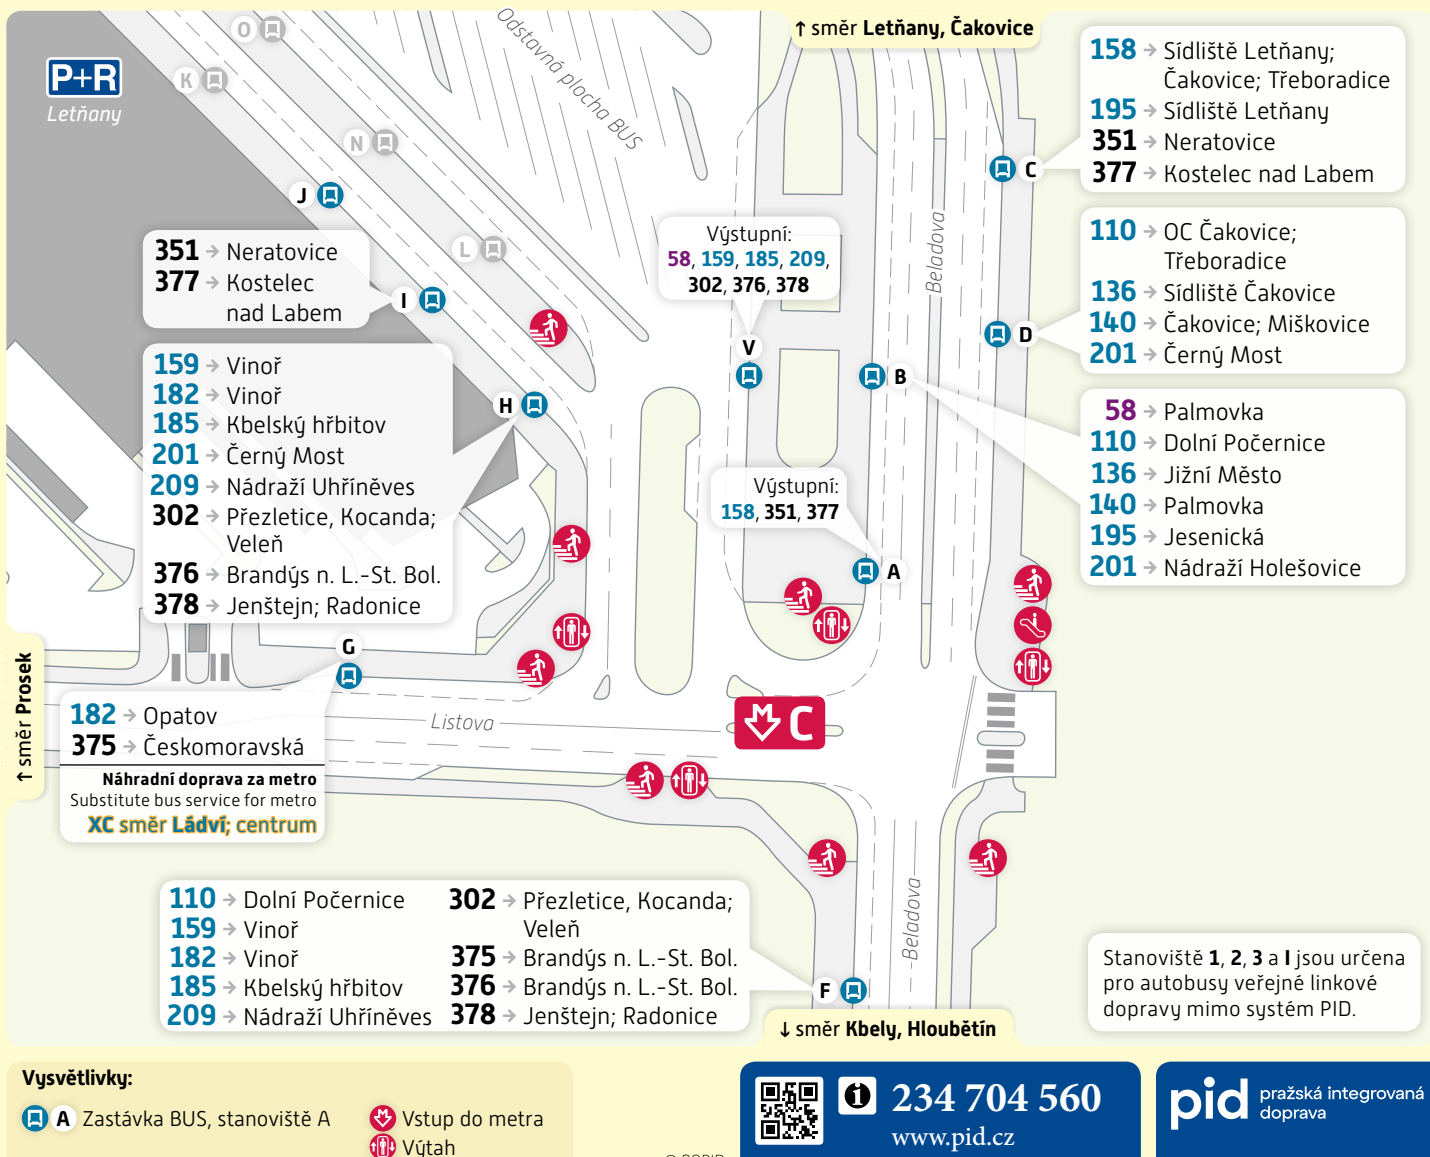 ↑ směr Letňany, Čakovice
P+R
Letňany
O
K
N
J
L
Odstavná plocha BUS
158 → Sídliště Letňany;
Čakovice; Třeboradice
195 → Sídliště Letňany
351 → Neratovice
377 → Kostelec nad Labem
C
351 → Neratovice
377 → Kostelec
nad Labem
I
Výstupní:
58, 159, 185, 209,
302, 376, 378
V
Beladova
110 → OC Čakovice;
Třeboradice
136 → Sídliště Čakovice
140 → Čakovice; Miškovice
201 → Černý Most
D
159 → Vinoř
182 → Vinoř
185 → Kbelský hřbitov
201 → Černý Most
209 → Nádraží Uhříněves
302 → Přezletice, Kocanda;
Veleň
376 → Brandýs n. L.-St. Bol.
378 → Jenštejn; Radonice
H
B
58 → Palmovka
110 → Dolní Počernice
136 → Jižní Město
140 → Palmovka
195 → Jesenická
201 → Nádraží Holešovice
Výstupní:
158, 351, 377
A
↑ směr Prosek
G
182 → Opatov
375 → Českomoravská
Náhradní doprava za metro
Substitute bus service for metro
XC směr Ládví; centrum
Listova
C
Beladova
110 → Dolní Počernice
159 → Vinoř
182 → Vinoř
185 → Kbelský hřbitov
209 → Nádraží Uhříněves
302 → Přezletice, Kocanda;
Veleň
375 → Brandýs n. L.-St. Bol.
376 → Brandýs n. L.-St. Bol.
378 → Jenštejn; Radonice
F
↓ směr Kbely, Hloubětín
Stanoviště 1, 2, 3 a I jsou určena
pro autobusy veřejné linkové
dopravy mimo systém PID.
Vysvětlivky:
A Zastávka BUS, stanoviště A
Vstup do metra
Výtah
234 704 560
www.pid.cz
pid pražská integrovaná
doprava